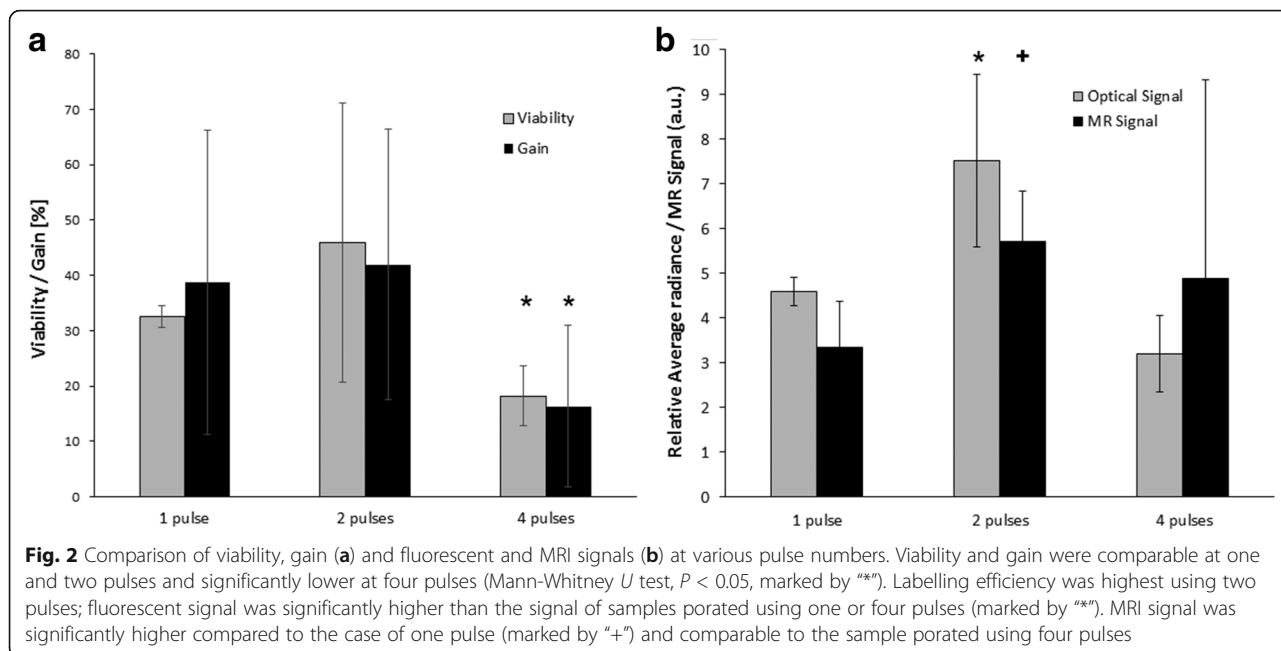 a
80
70
60
50
40
30
20
10
0
Viability / Gain [%]
Viability
Gain
* *
1 pulse 2 pulses 4 pulses
b
10
9
8
7
6
5
4
3
2
1
0
Relative Average radiance / MR Signal (a.u.)
* +
Optical Signal
MR Signal
1 pulse 2 pulses 4 pulses
Fig. 2 Comparison of viability, gain (a) and fluorescent and MRI signals (b) at various pulse numbers. Viability and gain were comparable at one
and two pulses and significantly lower at four pulses (Mann-Whitney U test, P < 0.05, marked by “*”). Labelling efficiency was highest using two
pulses; fluorescent signal was significantly higher than the signal of samples porated using one or four pulses (marked by “*”). MRI signal was
significantly higher compared to the case of one pulse (marked by “+”) and comparable to the sample porated using four pulses